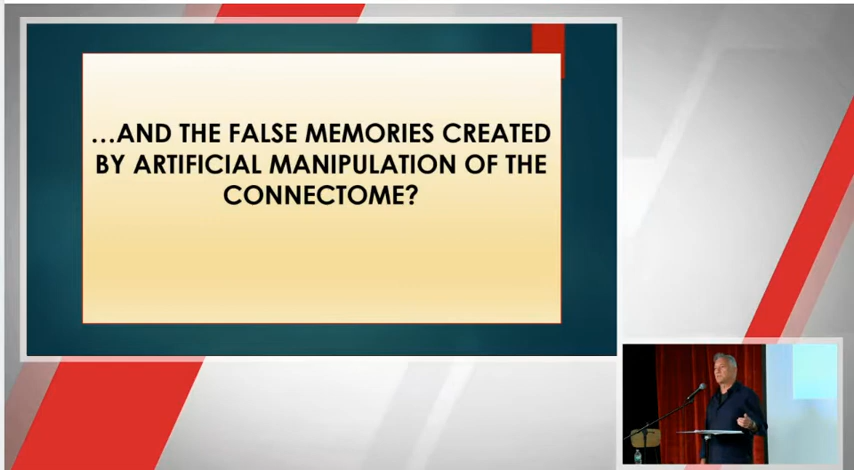 ...AND THE FALSE MEMORIES CREATED
BY ARTIFICIAL MANIPULATION OF THE
CONNECTOME?